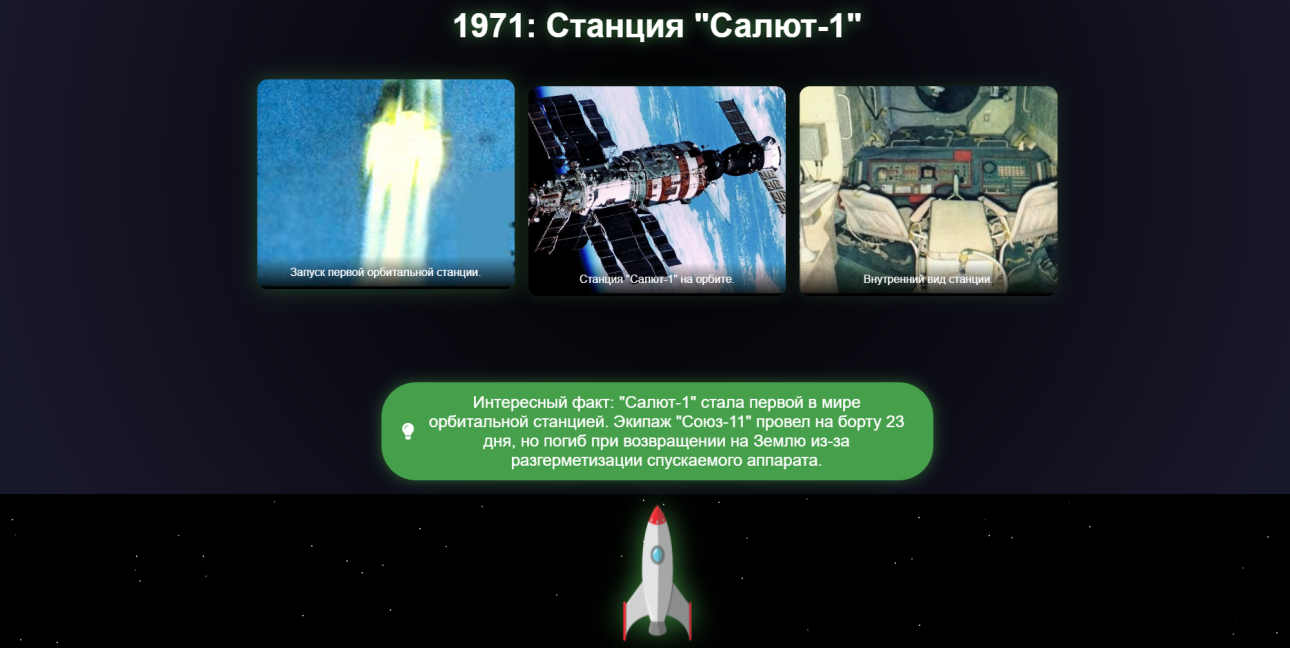 1971: Станция "Салют-1"
Запуск первой орбитальной станции.
Станция "Салют-1" на орбите.
Внутренний вид станции.
Интересный факт: "Салют-1" стала первой в мире
орбитальной станцией. Экипаж "Союз-11" провел на борту 23
дня, но погиб при возвращении на Землю из-за
разгерметизации спускаемого аппарата.